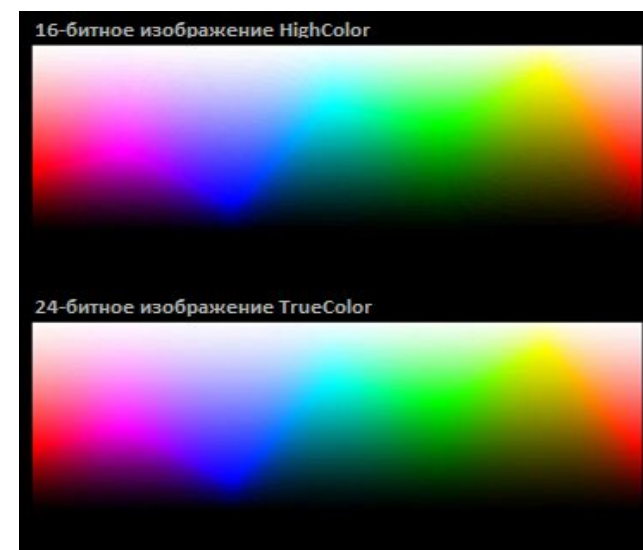 16-битное изображение HighColor
24-битное изображение TrueColor